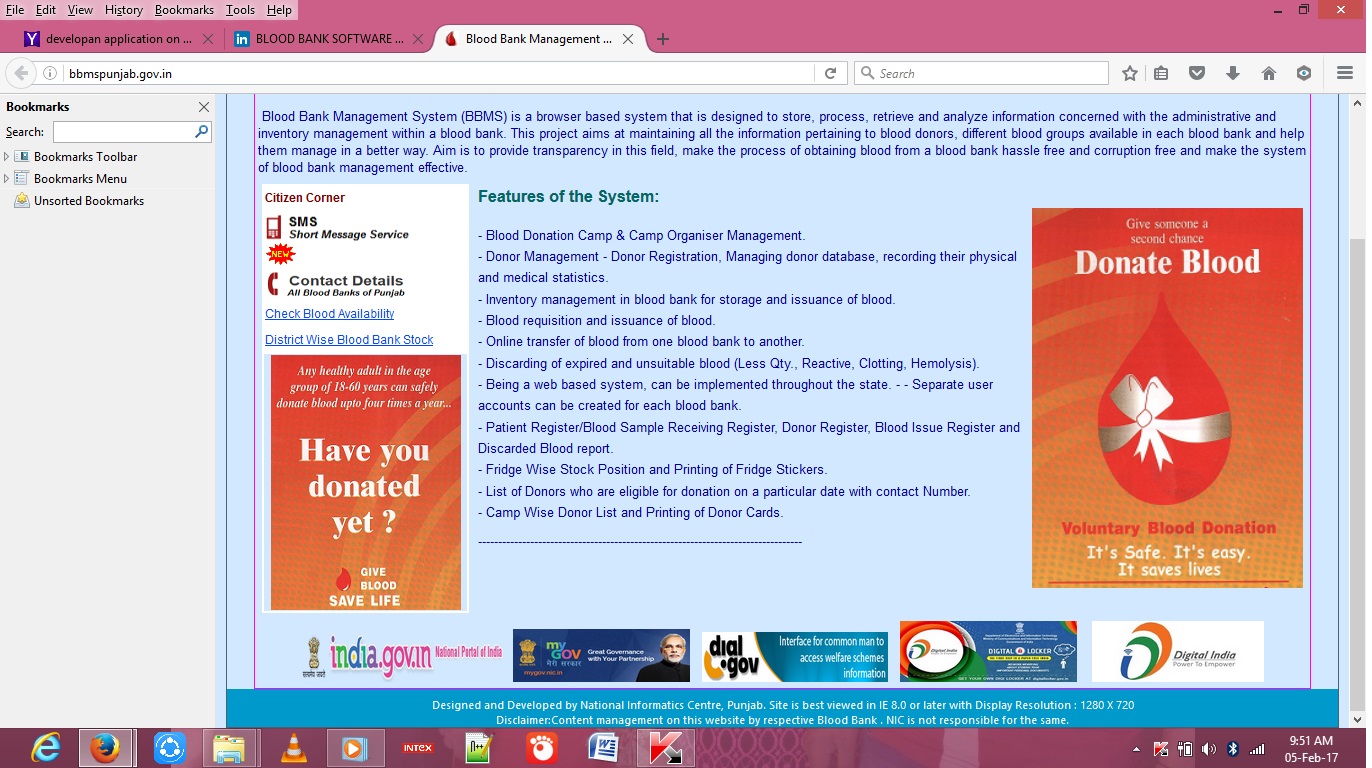 File Edit View History Bookmarks Tools Help
developan application on ...
BLOOD BANK SOFTWARE ...
Blood Bank Management ...
bbmspunjab.gov.in
Search
Bookmarks
Search:
Bookmarks Toolbar
Bookmarks Menu
Unsorted Bookmarks
Blood Bank Management System (BBMS) is a browser based system that is designed to store, process, retrieve and analyze information concerned with the administrative and
inventory management within a blood bank. This project aims at maintaining all the information pertaining to blood donors, different blood groups available in each blood bank and help
them manage in a better way. Aim is to provide transparency in this field, make the process of obtaining blood from a blood bank hassle free and corruption free and make the system
of blood bank management effective.
Citizen Corner
SMS
Short Message Service
NEW
Contact Details
All Blood Banks of Punjab
Check Blood Availability
District Wise Blood Bank Stock
Any healthy adult in the age
group of 18-60 years can safely
donate blood upto four times a year...
Have you
donated
yet ?
GIVE
BLOOD
SAVE LIFE
Features of the System:
- Blood Donation Camp & Camp Organiser Management.
- Donor Management - Donor Registration, Managing donor database, recording their physical
and medical statistics.
- Inventory management in blood bank for storage and issuance of blood.
- Blood requisition and issuance of blood.
- Online transfer of blood from one blood bank to another.
- Discarding of expired and unsuitable blood (Less Qty., Reactive, Clotting, Hemolysis).
- Being a web based system, can be implemented throughout the state. - - Separate user
accounts can be created for each blood bank.
- Patient Register/Blood Sample Receiving Register, Donor Register, Blood Issue Register and
Discarded Blood report.
- Fridge Wise Stock Position and Printing of Fridge Stickers.
- List of Donors who are eligible for donation on a particular date with contact Number.
- Camp Wise Donor List and Printing of Donor Cards.
--------------------------------------------------------------------------------
Give someone a
second chance
Donate Blood
Voluntary Blood Donation
It's Safe. It's easy.
It saves lives
सत्यमेव जयते
india.gov.in National Portal of India
my GOV
मेरी सरकार
mygov.nic.in
Great Governance
with Your Partnership
dial.gov
Interface for common man to
access welfare schemes
information
Digital India
DIGITAL LOCKER
Digital India
Power To Empower
Designed and Developed by National Informatics Centre, Punjab. Site is best viewed in IE 8.0 or later with Display Resolution : 1280 X 720
Disclaimer:Content management on this website by respective Blood Bank . NIC is not responsible for the same.
INTEX
9:51 AM
05-Feb-17